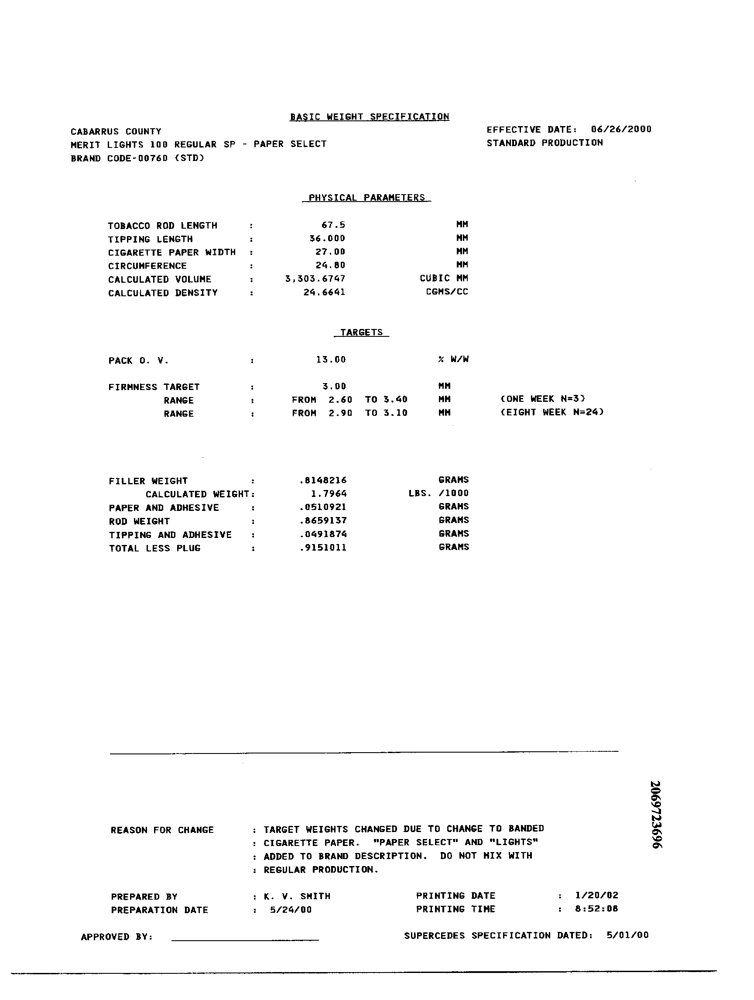 BASIC WEIGHT SPECIFICATION
CABARRUS COUNTY EFFECTIVE DATE: 06/26/2000
MERIT LIGHTS 100 REGULAR SP - PAPER SELECT STANDARD PRODUCTION
BRAND CODE-00760 (STD)
PHYSICAL PARAMETERS
TOBACCO ROD LENGTH : 67.5 MM
TIPPING LENGTH : 36.000 MM
CIGARETTE PAPER WIDTH : 27.00 MM
CIRCUMFERENCE : 24.80 MM
CALCULATED VOLUME : 3,303.6747 CUBIC MM
CALCULATED DENSITY : 24.6641 CGMS/CC
TARGETS
PACK O. V. : 13.00 % W/W
FIRMNESS TARGET : 3.00 MM
RANGE : FROM 2.60 TO 3.40 MM (ONE WEEK N=3)
RANGE : FROM 2.90 TO 3.10 MM (EIGHT WEEK N=24)
FILLER WEIGHT : .8148216 GRAMS
CALCULATED WEIGHT: 1.7964 LBS. /1000
PAPER AND ADHESIVE : .0510921 GRAMS
ROD WEIGHT : .8659137 GRAMS
TIPPING AND ADHESIVE : .0491874 GRAMS
TOTAL LESS PLUG : .9151011 GRAMS
2069723696
REASON FOR CHANGE : TARGET WEIGHTS CHANGED DUE TO CHANGE TO BANDED
: CIGARETTE PAPER. "PAPER SELECT" AND "LIGHTS"
: ADDED TO BRAND DESCRIPTION. DO NOT MIX WITH
: REGULAR PRODUCTION.
PREPARED BY : K. V. SMITH PRINTING DATE : 1/20/02
PREPARATION DATE : 5/24/00 PRINTING TIME : 8:52:08
APPROVED BY: SUPERCEDES SPECIFICATION DATED: 5/01/00